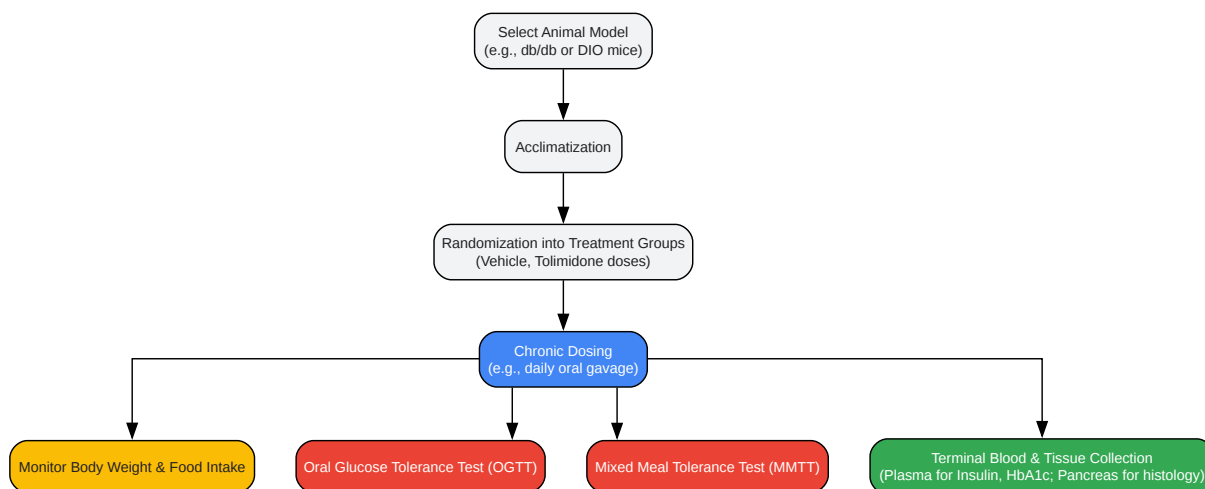 Select Animal Model
(e.g., db/db or DIO mice)
Acclimatization
Randomization into Treatment Groups
(Vehicle, Tolimidone doses)
Chronic Dosing
(e.g., daily oral gavage)
Monitor Body Weight & Food Intake
Oral Glucose Tolerance Test (OGTT)
Mixed Meal Tolerance Test (MMTT)
Terminal Blood & Tissue Collection
(Plasma for Insulin, HbA1c; Pancreas for histology)